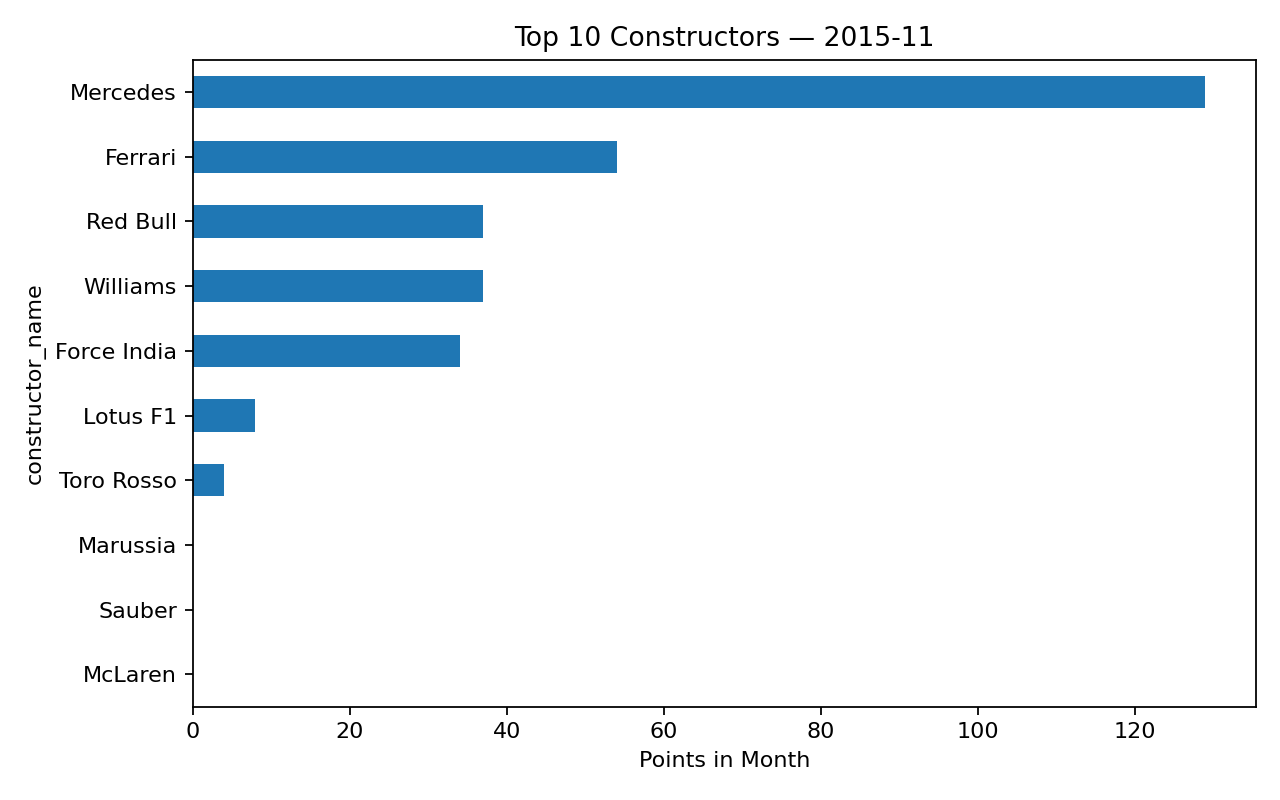 Top 10 Constructors — 2015-11
constructor_name
Mercedes
Ferrari
Red Bull
Williams
Force India
Lotus F1
Toro Rosso
Marussia
Sauber
McLaren
0 20 40 60 80 100 120
Points in Month